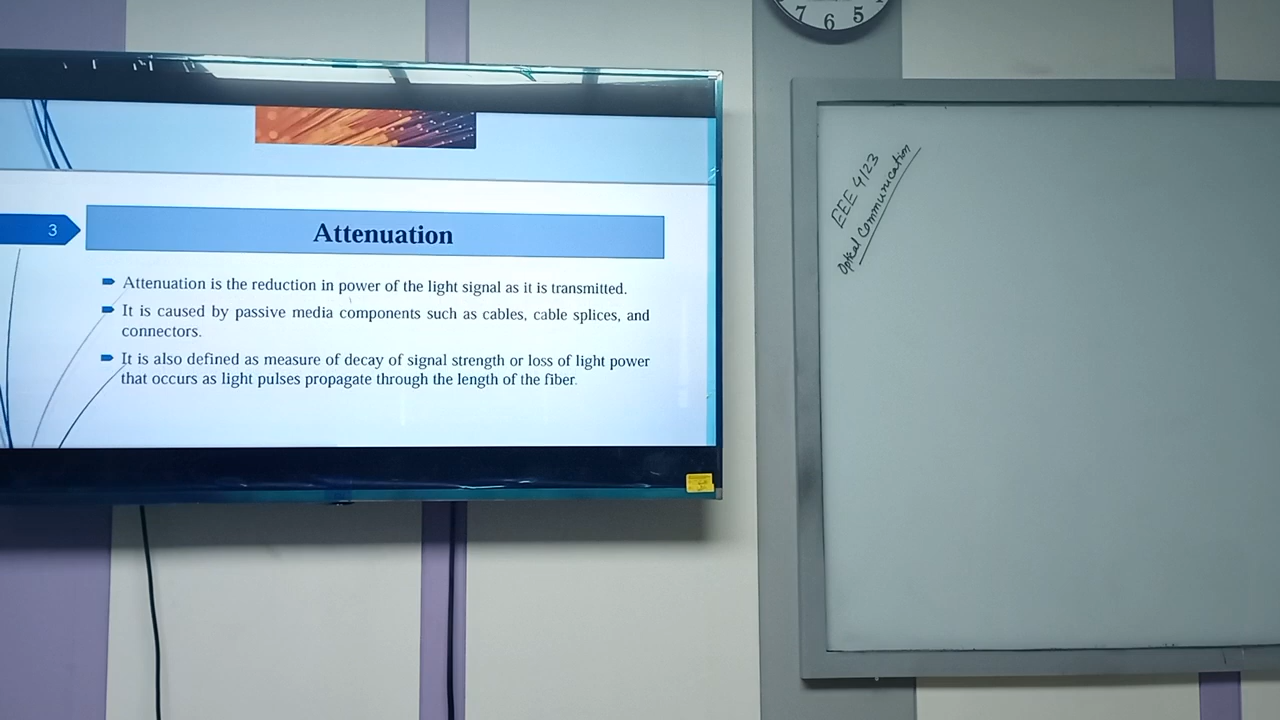 7 6 5
3
Attenuation
Attenuation is the reduction in power of the light signal as it is transmitted.
It is caused by passive media components such as cables, cable splices, and
connectors.
It is also defined as measure of decay of signal strength or loss of light power
that occurs as light pulses propagate through the length of the fiber.
EEE 4123
Optical Communication